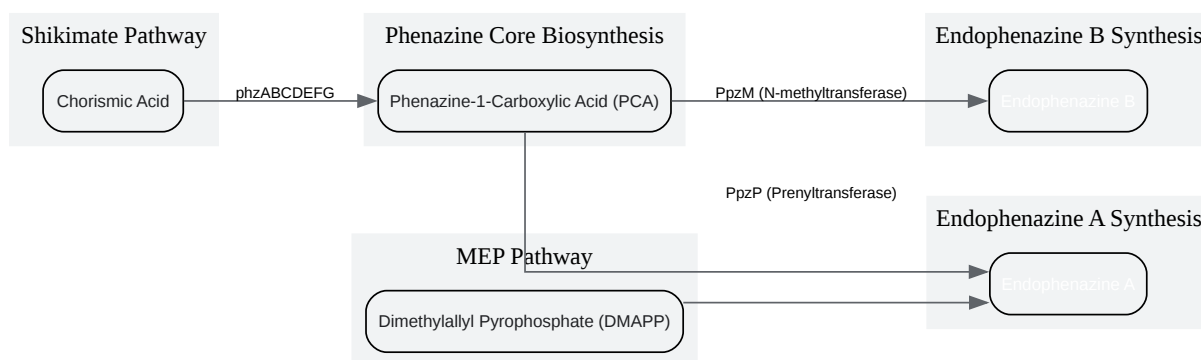 Shikimate Pathway
Phenazine Core Biosynthesis
Endophenazine B Synthesis
Chorismic Acid
phzABCDEFG
Phenazine-1-Carboxylic Acid (PCA)
PpzM (N-methyltransferase)
Endophenazine B
PpzP (Prenyltransferase)
Endophenazine A Synthesis
MEP Pathway
Endophenazine A
Dimethylallyl Pyrophosphate (DMAPP)